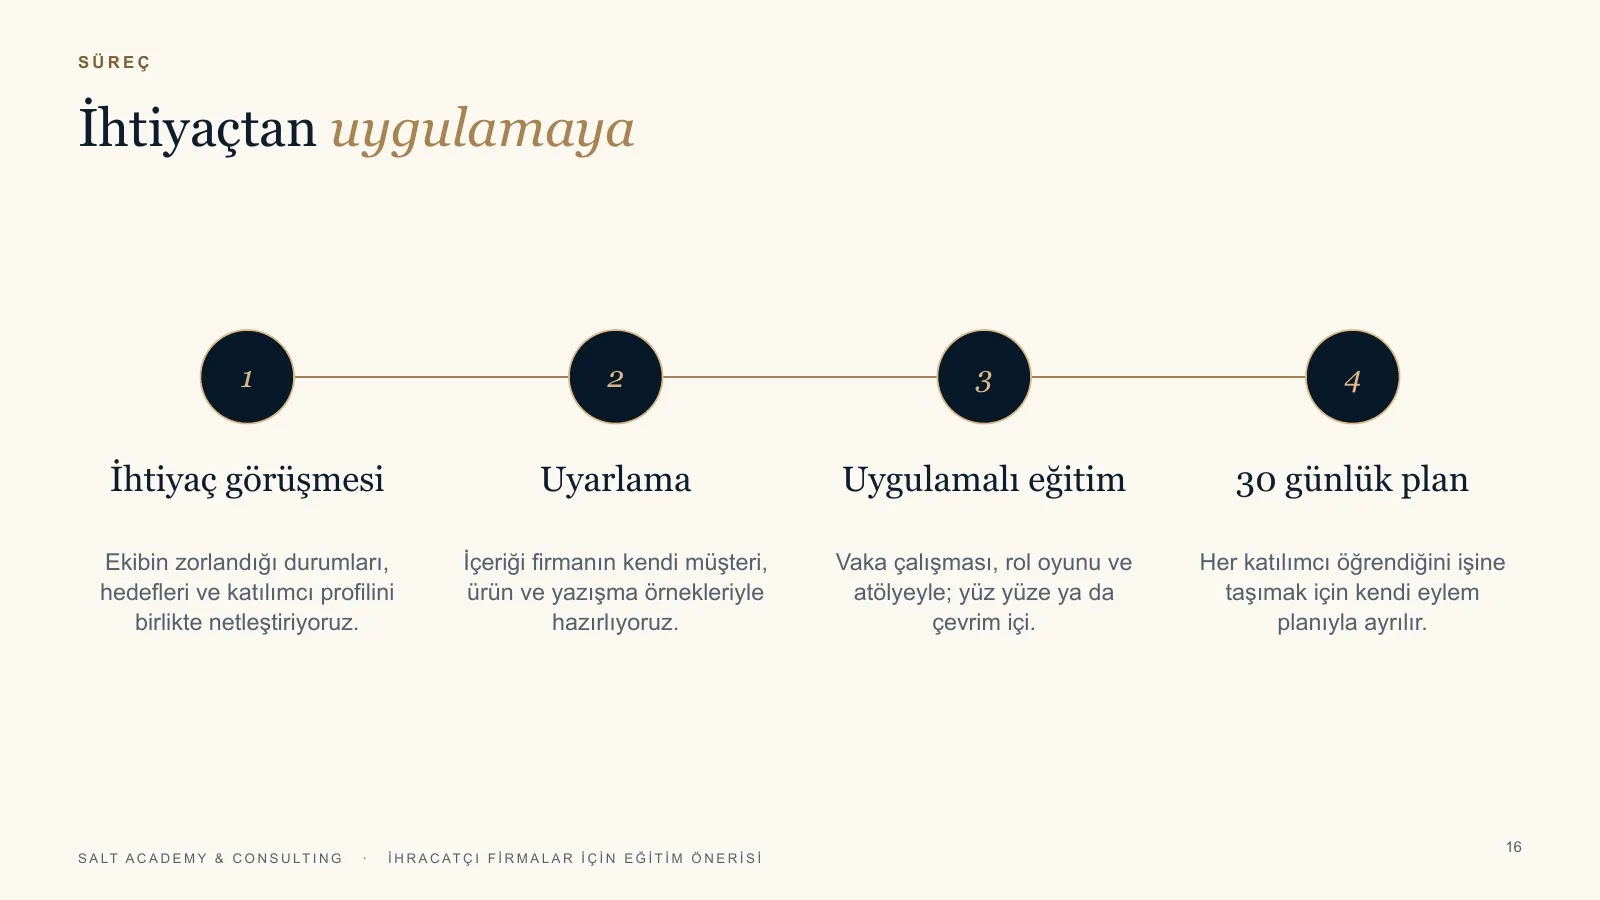 SÜREÇ
İhtiyaçtan uygulamaya
1
2
3
4
İhtiyaç görüşmesi
Ekibin zorlandığı durumları,
hedefleri ve katılımcı profilini
birlikte netleştiriyoruz.
Uyarlama
İçeriği firmanın kendi müşteri,
ürün ve yazışma örnekleriyle
hazırlıyoruz.
Uygulamalı eğitim
Vaka çalışması, rol oyunu ve
atölyeyle; yüz yüze ya da
çevrim içi.
30 günlük plan
Her katılımcı öğrendiğini işine
taşımak için kendi eylem
planıyla ayrılır.
SALT ACADEMY & CONSULTING · İHRACATÇI FİRMALAR İÇİN EĞİTİM ÖNERİSİ
16